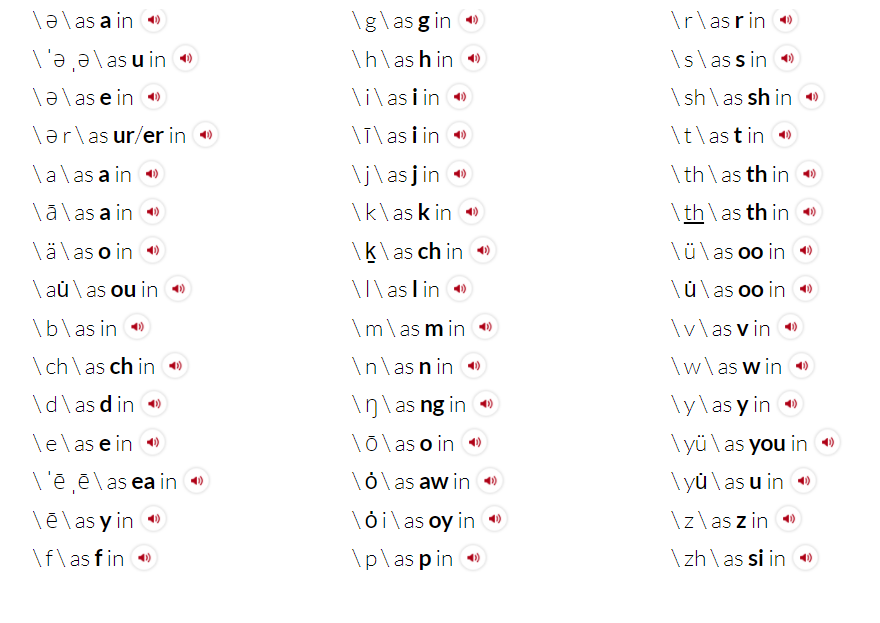 \ ə \ as a in
\ ˈə ˌə \ as u in
\ ə \ as e in
\ ə r \ as ur/er in
\ a \ as a in
\ ā \ as a in
\ ä \ as o in
\ au̇ \ as ou in
\ b \ as in
\ ch \ as ch in
\ d \ as d in
\ e \ as e in
\ ˈē ˌē \ as ea in
\ ē \ as y in
\ f \ as f in
\ g \ as g in
\ h \ as h in
\ i \ as i in
\ ī \ as i in
\ j \ as j in
\ k \ as k in
\ ḵ \ as ch in
\ l \ as l in
\ m \ as m in
\ n \ as n in
\ ŋ \ as ng in
\ ō \ as o in
\ ȯ \ as aw in
\ ȯ i \ as oy in
\ p \ as p in
\ r \ as r in
\ s \ as s in
\ sh \ as sh in
\ t \ as t in
\ th \ as th in
\ th \ as th in
\ ü \ as oo in
\ u̇ \ as oo in
\ v \ as v in
\ w \ as w in
\ y \ as y in
\ yü \ as you in
\ yu̇ \ as u in
\ z \ as z in
\ zh \ as si in